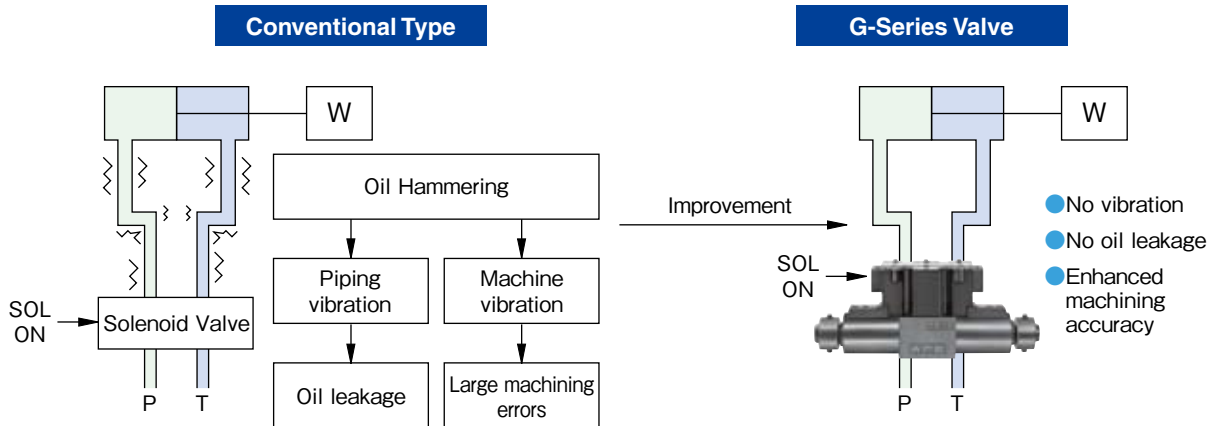 Conventional Type
G-Series Valve
W
Oil Hammering
Piping
vibration
Machine
vibration
Oil leakage
Large machining
errors
SOL
ON
Solenoid Valve
P
T
Improvement
W
SOL
ON
P
T
No vibration
No oil leakage
Enhanced
machining
accuracy